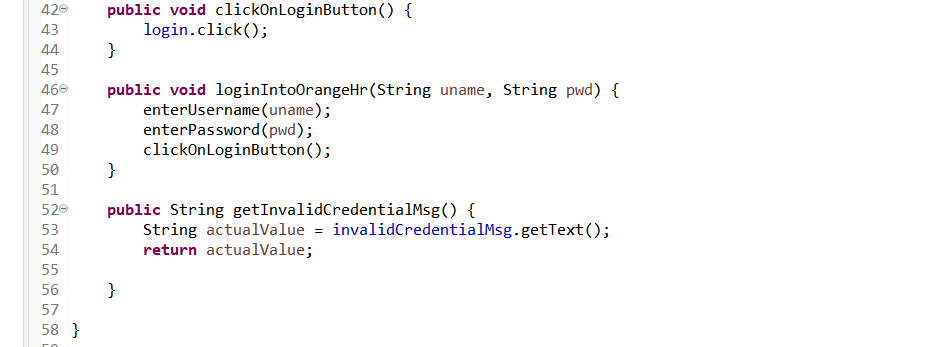 42 public void clickOnLoginButton() {
43 login.click();
44 }
45
46 public void loginIntoOrangeHr(String uname, String pwd) {
47 enterUsername(uname);
48 enterPassword(pwd);
49 clickOnLoginButton();
50 }
51
52 public String getInvalidCredentialMsg() {
53 String actualValue = invalidCredentialMsg.getText();
54 return actualValue;
55
56 }
57
58 }